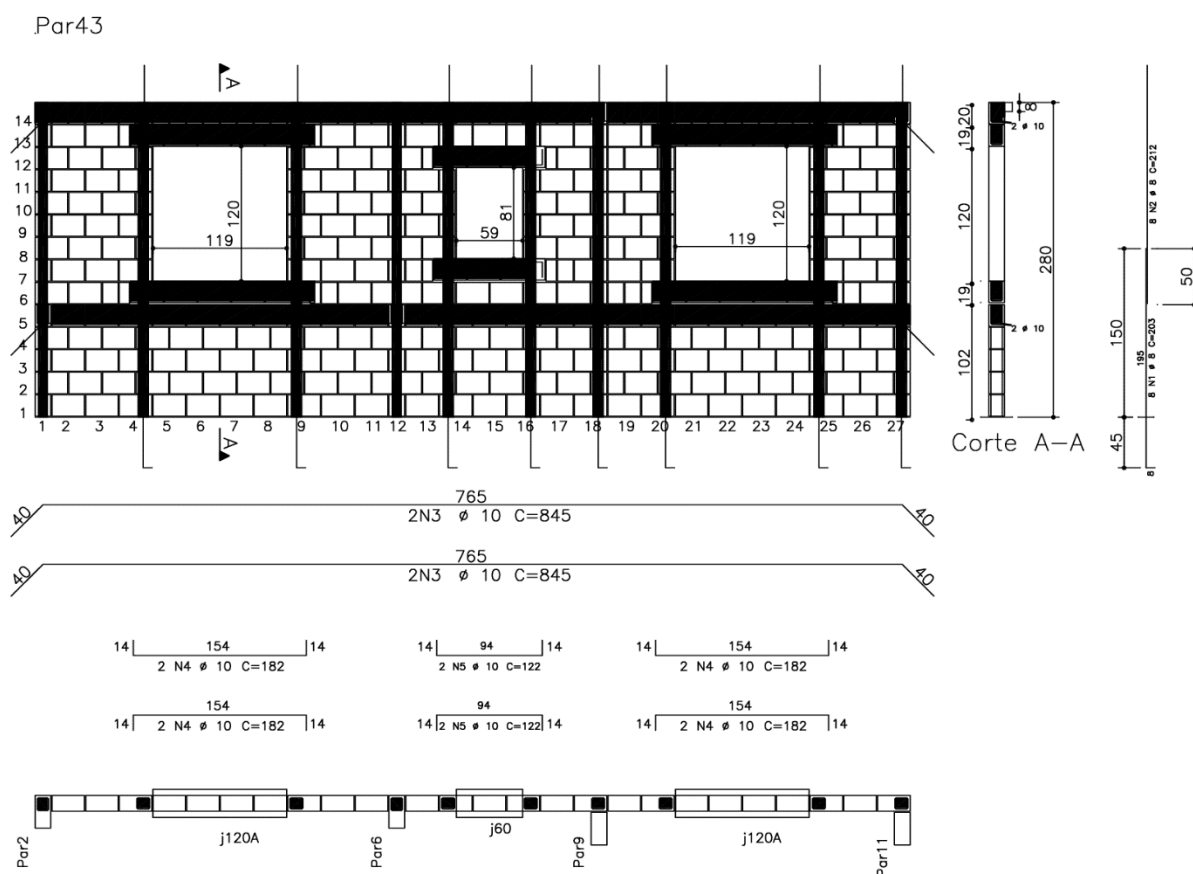 Par43
A
14
13
12
11
10
9
8
7
6
5
4
3
2
1
120
119
81
59
120
119
1 2 3 4 5 6 7 8 9 10 11 12 13 14 15 16 17 18 19 20 21 22 23 24 25 26 27
A
20
19
120
19
102
8
2 ø 10
2 ø 10
280
Corte A-A
8 N2 ø 8 C=212
50
150
195
8 N1 ø 8 C=203
45
8
765
40 2N3 ø 10 C=845 40
765
40 2N3 ø 10 C=845 40
14 154 14
2 N4 ø 10 C=182
14 94 14
2 N5 ø 10 C=122
14 154 14
2 N4 ø 10 C=182
154
14 2 N4 ø 10 C=182 14
94
14 2 N5 ø 10 C=122 14
154
14 2 N4 ø 10 C=182 14
Par2
j120A
Par6
j60
Par9
j120A
Par11